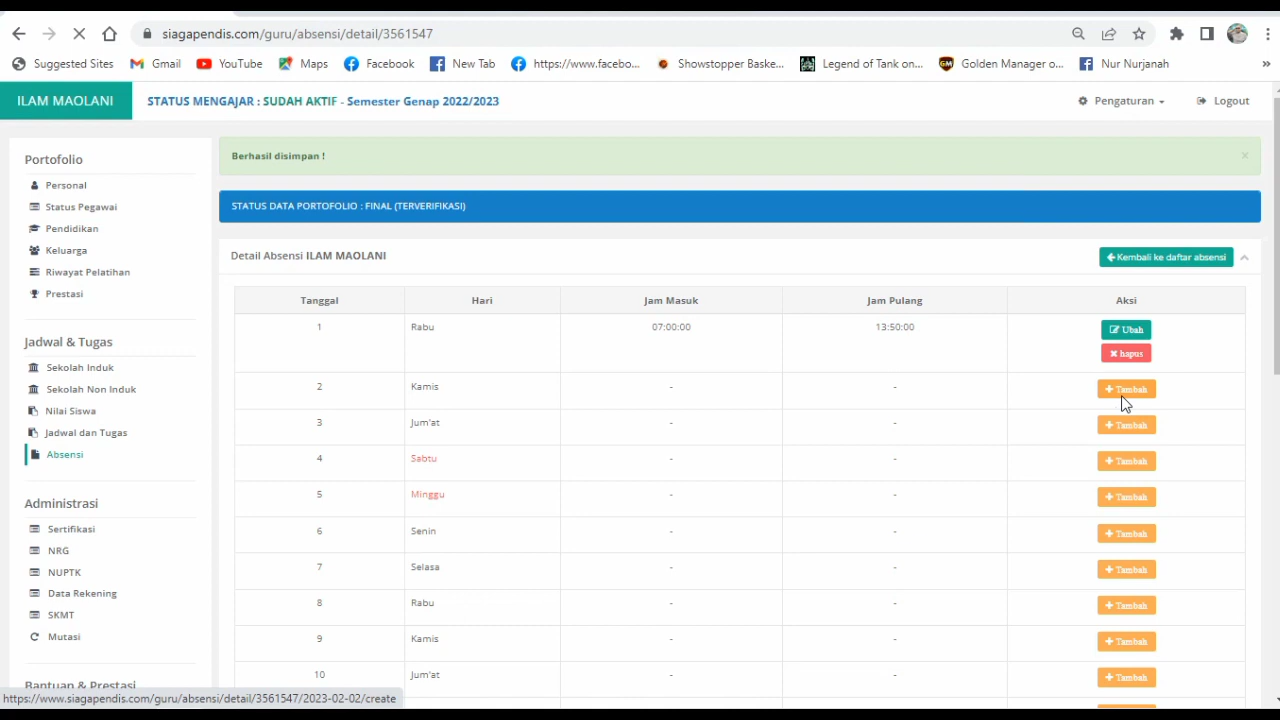 siagapendis.com/guru/absensi/detail/3561547
Suggested Sites Gmail YouTube Maps Facebook New Tab https://www.facebo... Showstopper Baske... Legend of Tank on... Golden Manager o... Nur Nurjanah »
ILAM MAOLANI STATUS MENGAJAR : SUDAH AKTIF - Semester Genap 2022/2023 Pengaturan Logout
Berhasil disimpan ! ×
STATUS DATA PORTOFOLIO : FINAL (TERVERIFIKASI)
Portofolio
Personal
Status Pegawai
Pendidikan
Keluarga
Riwayat Pelatihan
Prestasi
Jadwal & Tugas
Sekolah Induk
Sekolah Non Induk
Nilai Siswa
Jadwal dan Tugas
Absensi
Administrasi
Sertifikasi
NRG
NUPTK
Data Rekening
SKMT
Mutasi
Bantuan & Prestasi
Detail Absensi ILAM MAOLANI Kembali ke daftar absensi
Tanggal Hari Jam Masuk Jam Pulang Aksi
1 Rabu 07:00:00 13:50:00 Ubah
hapus
2 Kamis - - + Tambah
3 Jum'at - - + Tambah
4 Sabtu - - + Tambah
5 Minggu - - + Tambah
6 Senin - - + Tambah
7 Selasa - - + Tambah
8 Rabu - - + Tambah
9 Kamis - - + Tambah
10 Jum'at - - + Tambah
https://www.siagapendis.com/guru/absensi/detail/3561547/2023-02-02/create